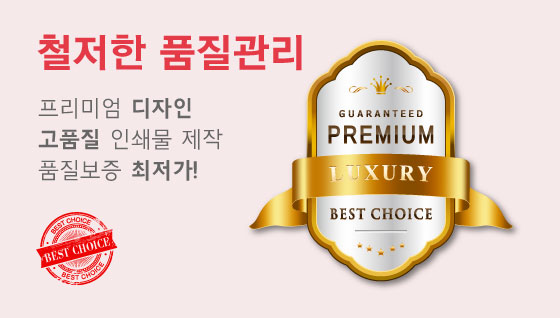 철저한 품질관리
프리미엄 디자인
고품질 인쇄물 제작
품질보증 최저가!
BEST CHOICE
BEST CHOICE
BEST CHOICE
GUARANTEED
PREMIUM
LUXURY
BEST CHOICE